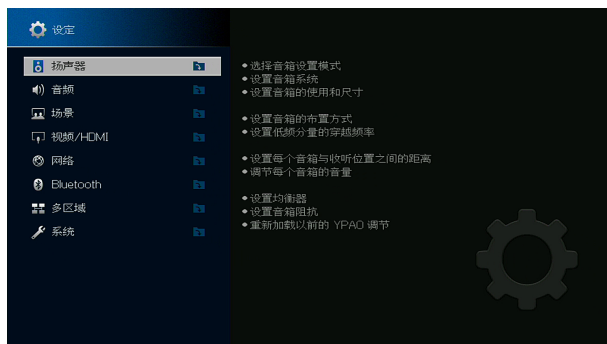 设定
扬声器
音频
场景
视频/HDMI
网络
Bluetooth
多区域
系统
•选择音箱设置模式
•设置音箱系统
•设置音箱的使用和尺寸
•设置音箱的布置方式
•设置低频分量的穿越频率
•设置每个音箱与收听位置之间的距离
•调节每个音箱的音量
•设置均衡器
•设置音箱阻抗
•重新加载以前的 YPAO 调节